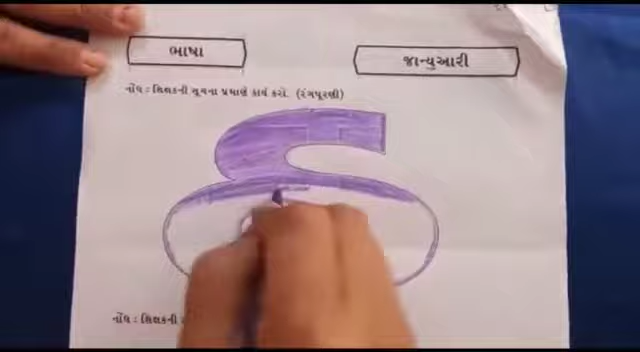 ભાષા
જાન્યુઆરી
નોંધ : શિક્ષકની સૂચના પ્રમાણે કાર્ય કરો. (રંગપૂરણી)
નોંધ : શિક્ષકની